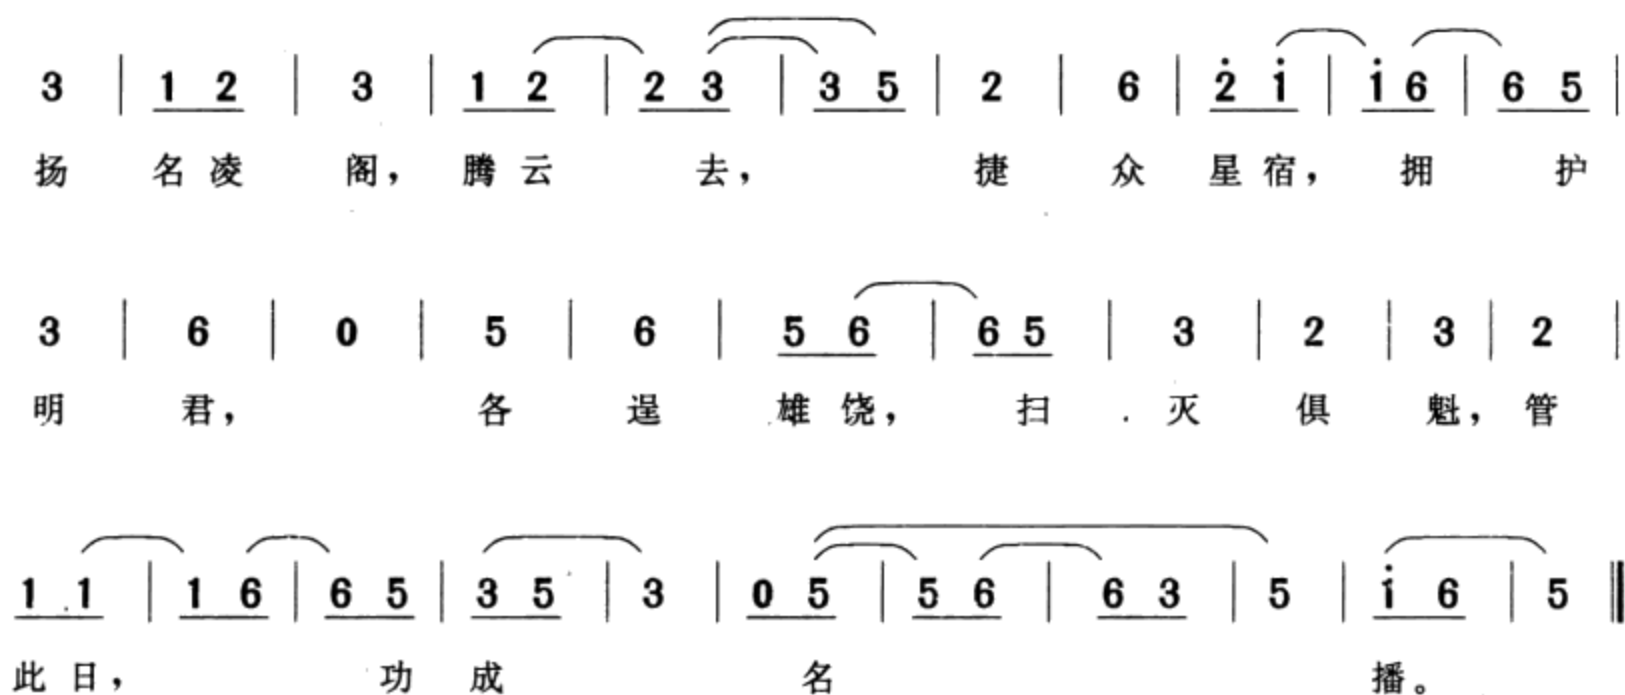 3 | 1 2 | 3 | 1 2 | 2 3 | 3 5 | 2 | 6 | 2̇ 1̇ | 1̇ 6 | 6 5 |
扬 名凌 阁，腾云 去， 捷 众 星宿， 拥 护
3 | 6 | 0 | 5 | 6 | 5 6 | 6 5 | 3 | 2 | 3 | 2 |
明 君， 各 逞 雄饶， 扫 灭 俱 魁，管
1 1 | 1 6 | 6 5 | 3 5 | 3 | 0 5 | 5 6 | 6 3 | 5 | 1̇ 6 | 5 ‖
此日， 功 成 名 播。